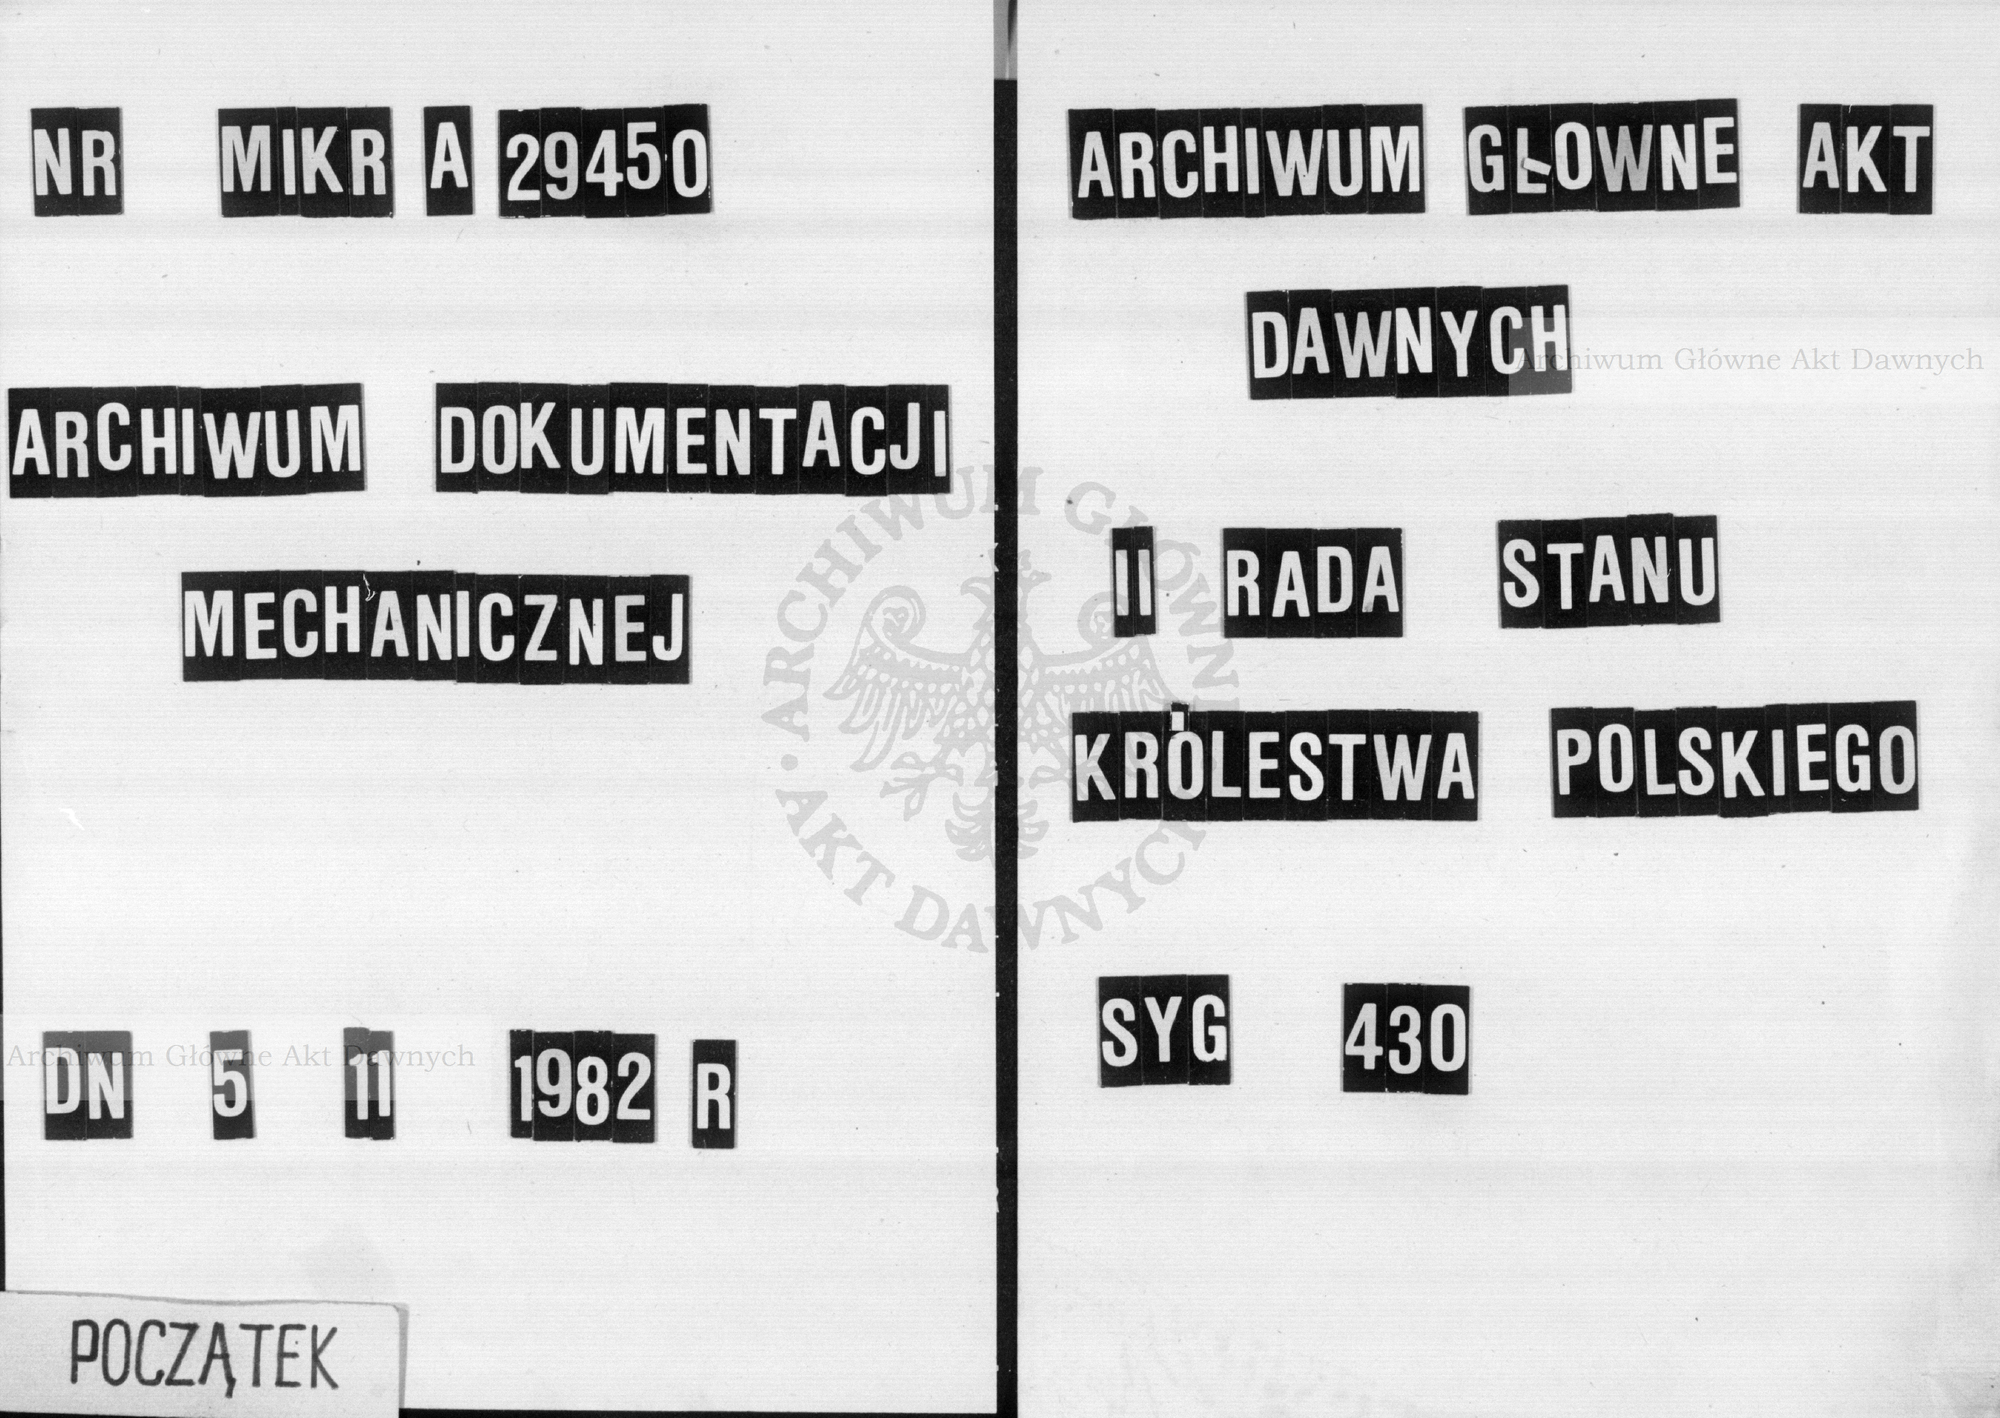 NR MIKR A 29450
ARCHIWUM DOKUMENTACJI
MECHANICZNEJ
DN 5 11 1982 R
POCZĄTEK
ARCHIWUM GŁOWNE AKT
DAWNYCH
II RADA STANU
KRÓLESTWA POLSKIEGO
SYG 430
Archiwum Główne Akt Dawnych
Archiwum Główne Akt Dawnych
ARCHIWUM GŁÓWNE · AKT DAWNYCH ·